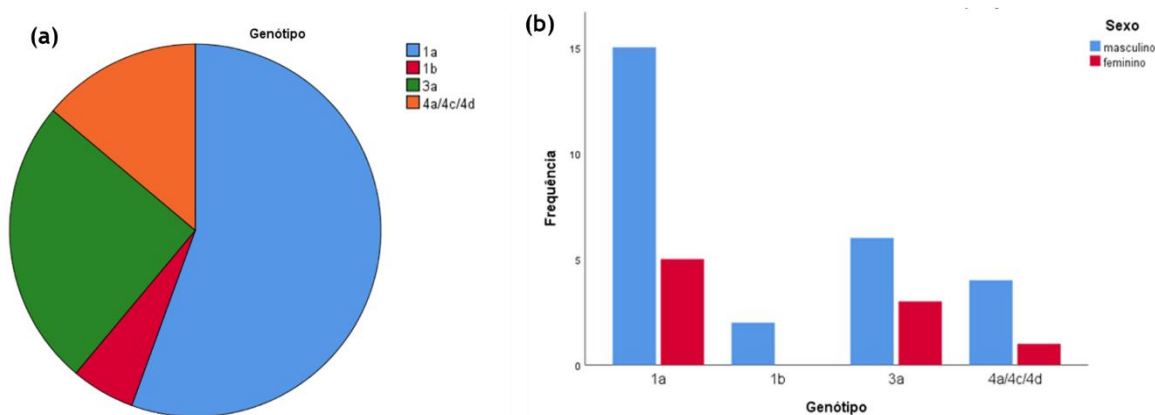 (a)
Genótipo
1a
1b
3a
4a/4c/4d
(b)
Sexo
masculino
feminino
Frequência
15
10
5
0
1a 1b 3a 4a/4c/4d
Genótipo